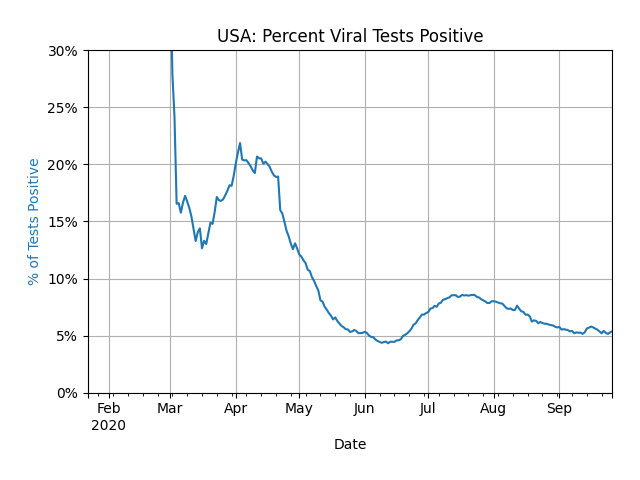 USA: Percent Viral Tests Positive
30%
25%
20%
15%
10%
5%
0%
% of Tests Positive
Feb Mar Apr May Jun Jul Aug Sep
2020
Date